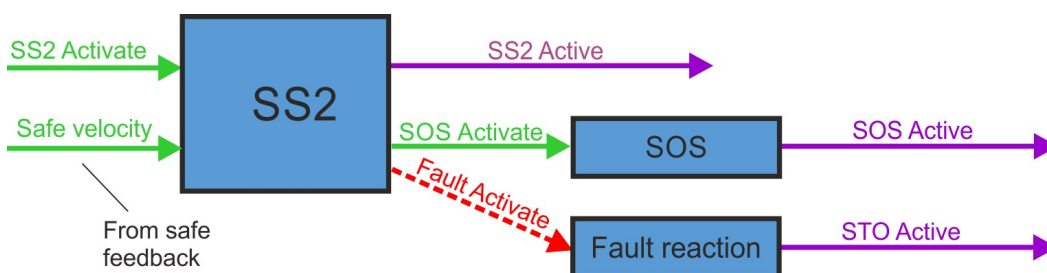 SS2 Activate
SS2
SS2 Active
Safe velocity
SOS Activate
SOS
SOS Active
Fault Activate
From safe
feedback
Fault reaction
STO Active